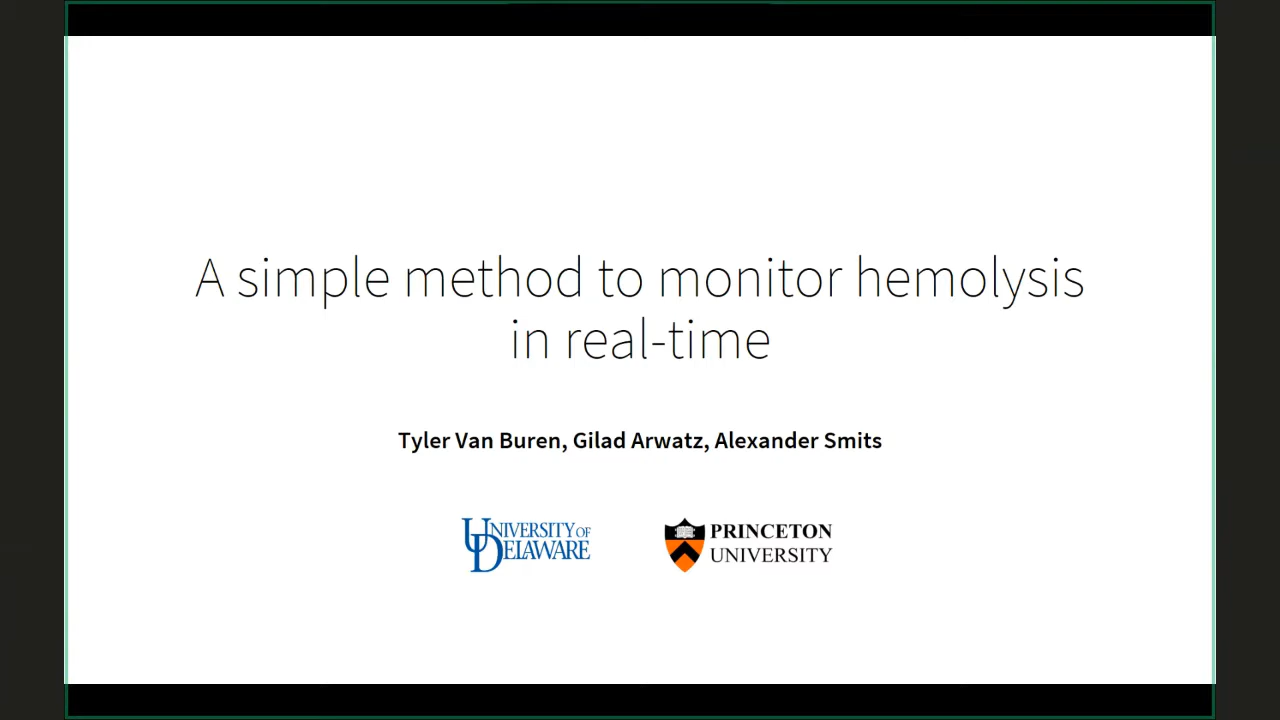 A simple method to monitor hemolysis
in real-time
Tyler Van Buren, Gilad Arwatz, Alexander Smits
UNIVERSITY OF
DELAWARE
PRINCETON
UNIVERSITY